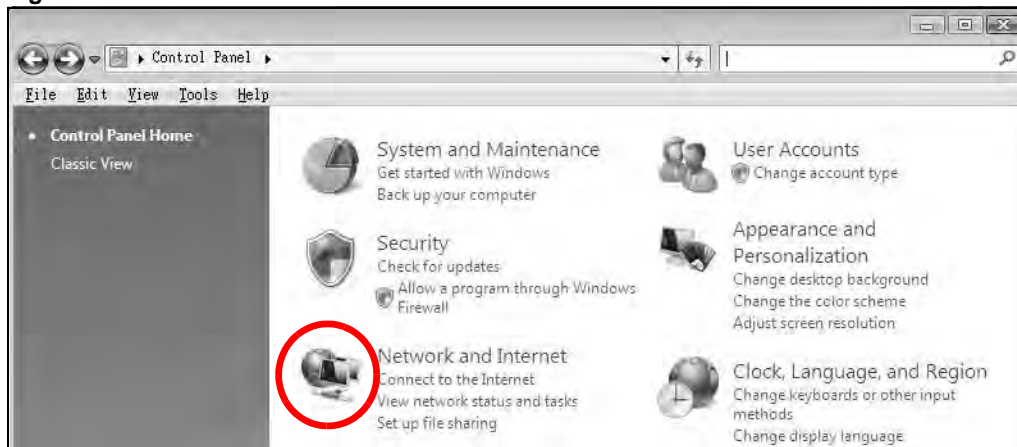 Control Panel
File Edit View Tools Help
Control Panel Home
Classic View
System and Maintenance
Get started with Windows
Back up your computer
Security
Check for updates
Allow a program through Windows
Firewall
Network and Internet
Connect to the Internet
View network status and tasks
Set up file sharing
User Accounts
Change account type
Appearance and
Personalization
Change desktop background
Change the color scheme
Adjust screen resolution
Clock, Language, and Region
Change keyboards or other input
methods
Change display language